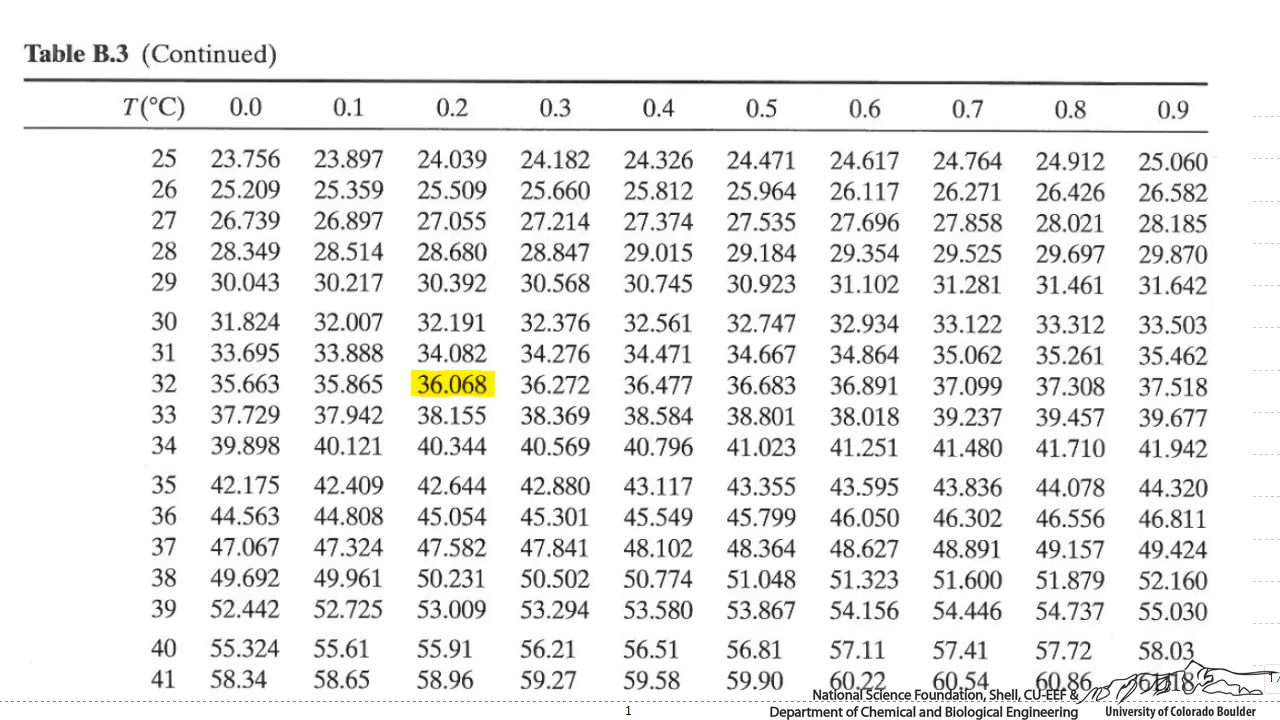 Table B.3 (Continued)
T(°C) 0.0 0.1 0.2 0.3 0.4 0.5 0.6 0.7 0.8 0.9
25 23.756 23.897 24.039 24.182 24.326 24.471 24.617 24.764 24.912 25.060
26 25.209 25.359 25.509 25.660 25.812 25.964 26.117 26.271 26.426 26.582
27 26.739 26.897 27.055 27.214 27.374 27.535 27.696 27.858 28.021 28.185
28 28.349 28.514 28.680 28.847 29.015 29.184 29.354 29.525 29.697 29.870
29 30.043 30.217 30.392 30.568 30.745 30.923 31.102 31.281 31.461 31.642
30 31.824 32.007 32.191 32.376 32.561 32.747 32.934 33.122 33.312 33.503
31 33.695 33.888 34.082 34.276 34.471 34.667 34.864 35.062 35.261 35.462
32 35.663 35.865 36.068 36.272 36.477 36.683 36.891 37.099 37.308 37.518
33 37.729 37.942 38.155 38.369 38.584 38.801 38.018 39.237 39.457 39.677
34 39.898 40.121 40.344 40.569 40.796 41.023 41.251 41.480 41.710 41.942
35 42.175 42.409 42.644 42.880 43.117 43.355 43.595 43.836 44.078 44.320
36 44.563 44.808 45.054 45.301 45.549 45.799 46.050 46.302 46.556 46.811
37 47.067 47.324 47.582 47.841 48.102 48.364 48.627 48.891 49.157 49.424
38 49.692 49.961 50.231 50.502 50.774 51.048 51.323 51.600 51.879 52.160
39 52.442 52.725 53.009 53.294 53.580 53.867 54.156 54.446 54.737 55.030
40 55.324 55.61 55.91 56.21 56.51 56.81 57.11 57.41 57.72 58.03
41 58.34 58.65 58.96 59.27 59.58 59.90 60.22 60.54 60.86
National Science Foundation, Shell, CU-EEF &
1 Department of Chemical and Biological Engineering University of Colorado Boulder